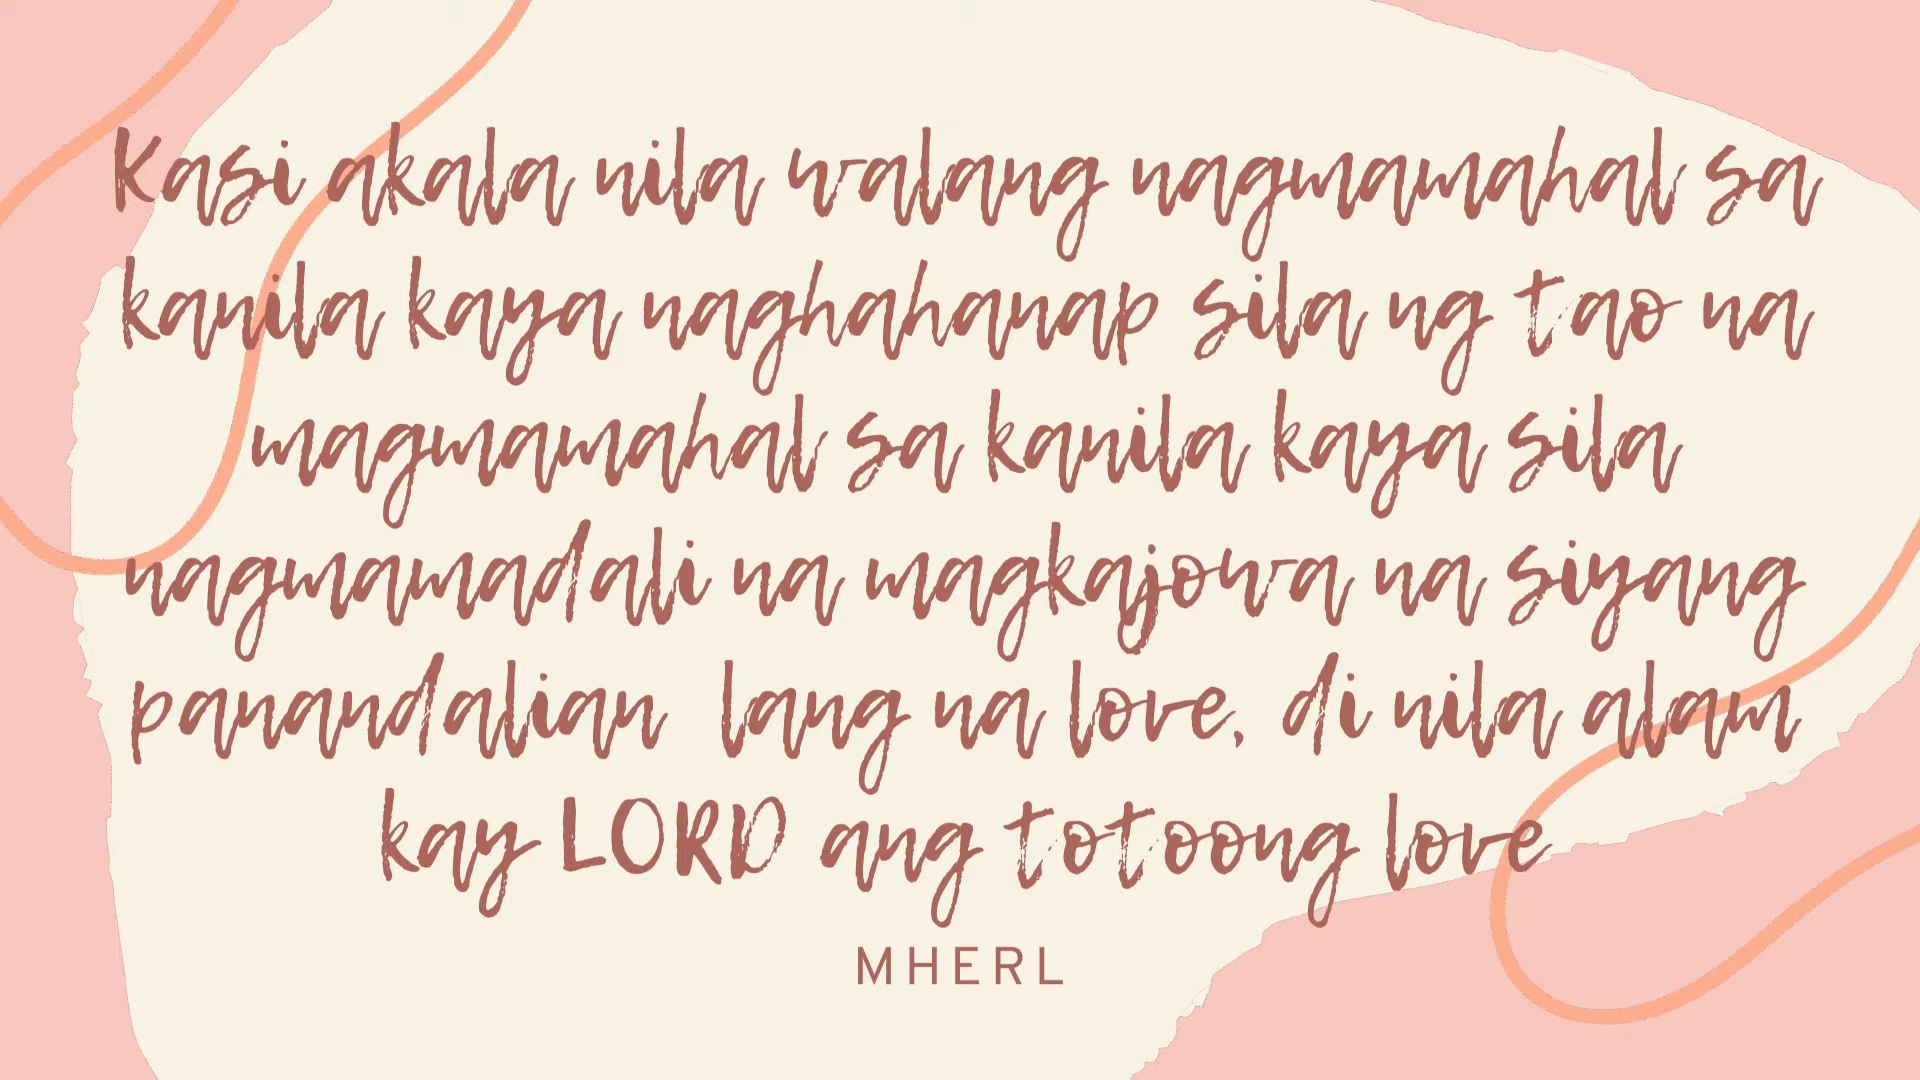 Kasi akala nila walang nagmamahal sa
kanila kaya naghahanap sila ng tao na
magmamahal sa kanila kaya sila
nagmamadali na magkajowa na siyang
panandalian lang na love, di nila alam
kay LORD ang totoong love
MHERL